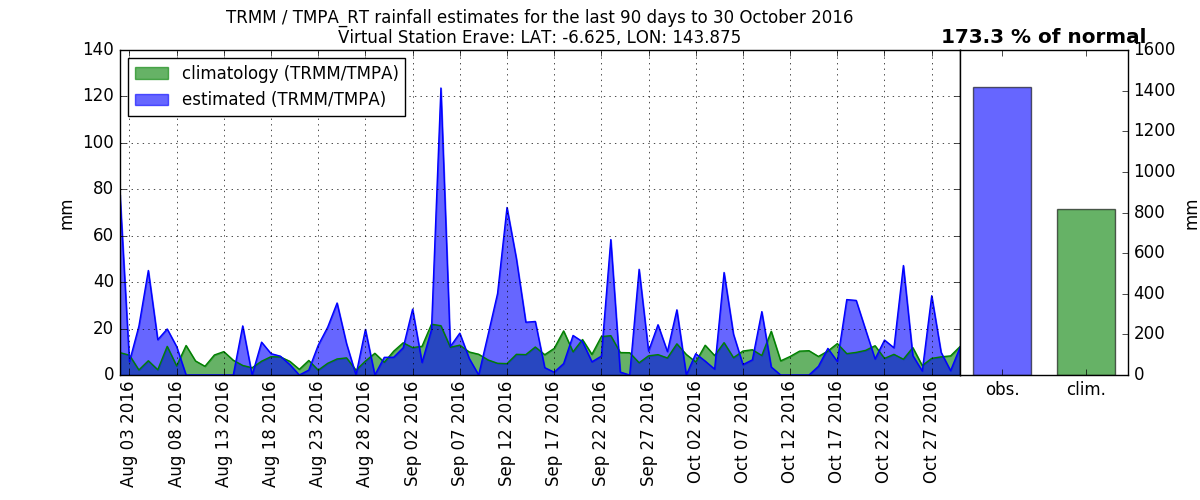 TRMM / TMPA_RT rainfall estimates for the last 90 days to 30 October 2016
Virtual Station Erave: LAT: -6.625, LON: 143.875
173.3 % of normal
climatology (TRMM/TMPA)
estimated (TRMM/TMPA)
mm
140
120
100
80
60
40
20
0
Aug 03 2016
Aug 08 2016
Aug 13 2016
Aug 18 2016
Aug 23 2016
Aug 28 2016
Sep 02 2016
Sep 07 2016
Sep 12 2016
Sep 17 2016
Sep 22 2016
Sep 27 2016
Oct 02 2016
Oct 07 2016
Oct 12 2016
Oct 17 2016
Oct 22 2016
Oct 27 2016
obs.
clim.
1600
1400
1200
1000
800
600
400
200
0
mm